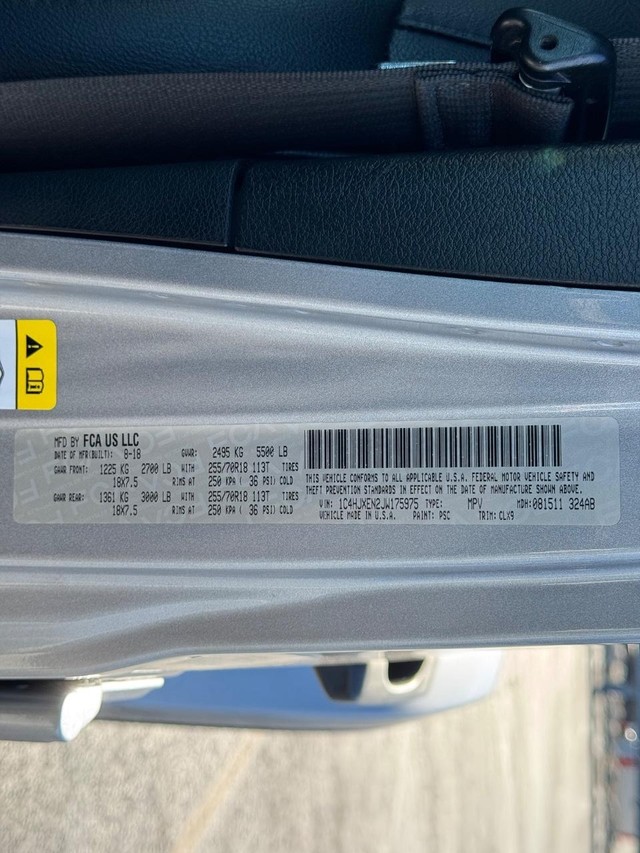 MFD BY FCA US LLC
DATE OF MFR(BUILT): 8-18 GVWR: 2495 KG 5500 LB
GAWR FRONT: 1225 KG 2700 LB WITH 255/70R18 113T TIRES
18X7.5 RIMS AT 250 KPA ( 36 PSI) COLD
GAWR REAR: 1361 KG 3000 LB WITH 255/70R18 113T TIRES
18X7.5 RIMS AT 250 KPA ( 36 PSI) COLD
THIS VEHICLE CONFORMS TO ALL APPLICABLE U.S.A. FEDERAL MOTOR VEHICLE SAFETY AND
THEFT PREVENTION STANDARDS IN EFFECT ON THE DATE OF MANUFACTURE SHOWN ABOVE.
VIN: 1C4HJXEN2JW175975 TYPE: MPV MDH: 081511 324AB
VEHICLE MADE IN U.S.A. PAINT: PSC TRIM: CLX9